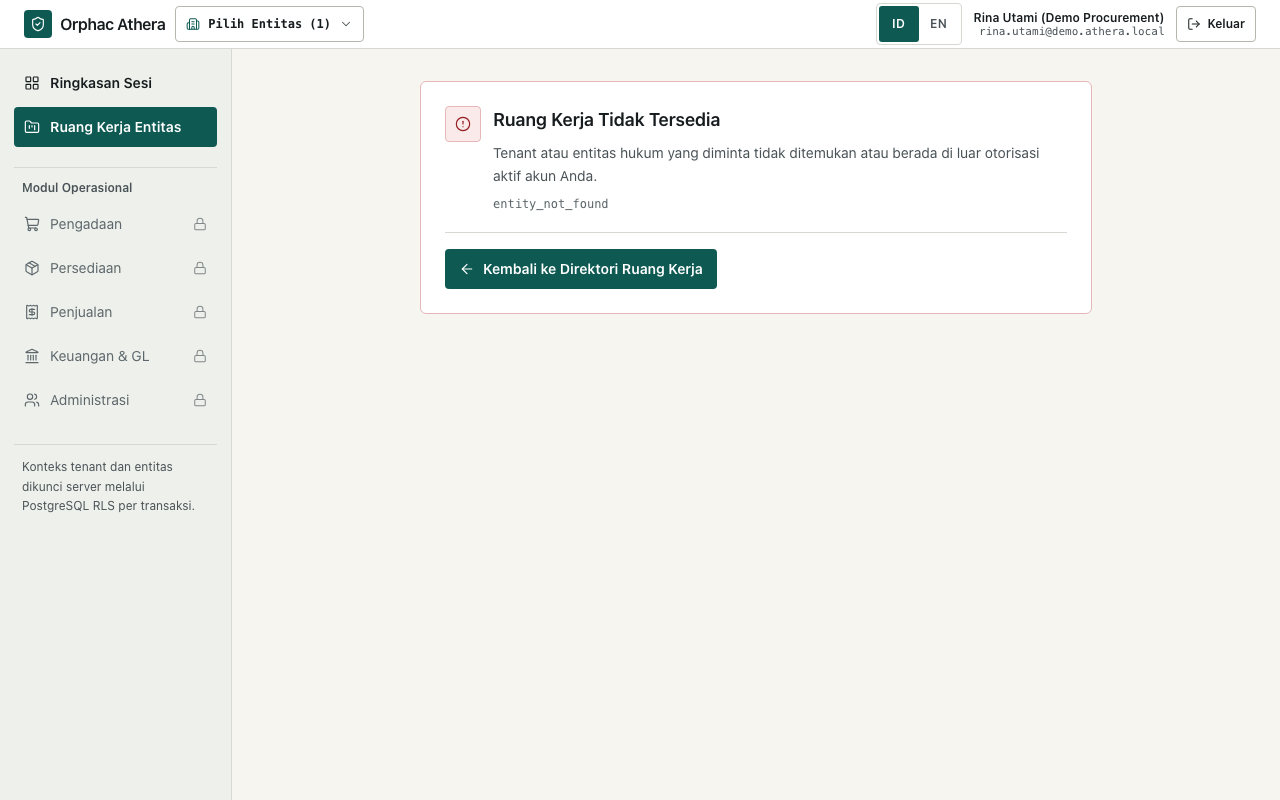 Orphac Athera
Pilih Entitas (1)
ID
EN
Rina Utami (Demo Procurement)
rina.utami@demo.athera.local
Keluar
Ringkasan Sesi
Ruang Kerja Entitas
Modul Operasional
Pengadaan
Persediaan
Penjualan
Keuangan & GL
Administrasi
Konteks tenant dan entitas
dikunci server melalui
PostgreSQL RLS per transaksi.
Ruang Kerja Tidak Tersedia
Tenant atau entitas hukum yang diminta tidak ditemukan atau berada di luar otorisasi
aktif akun Anda.
entity_not_found
Kembali ke Direktori Ruang Kerja